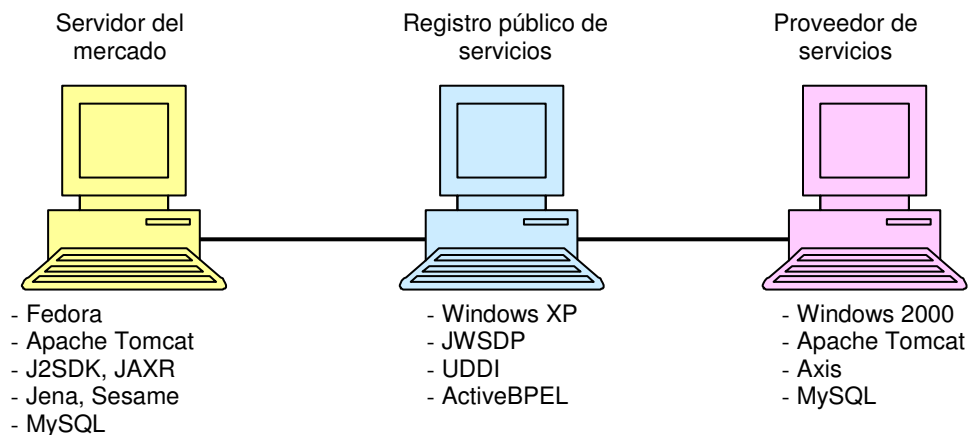 Servidor del
mercado
Registro público de
servicios
Proveedor de
servicios
- Fedora
- Apache Tomcat
- J2SDK, JAXR
- Jena, Sesame
- MySQL
- Windows XP
- JWSDP
- UDDI
- ActiveBPEL
- Windows 2000
- Apache Tomcat
- Axis
- MySQL